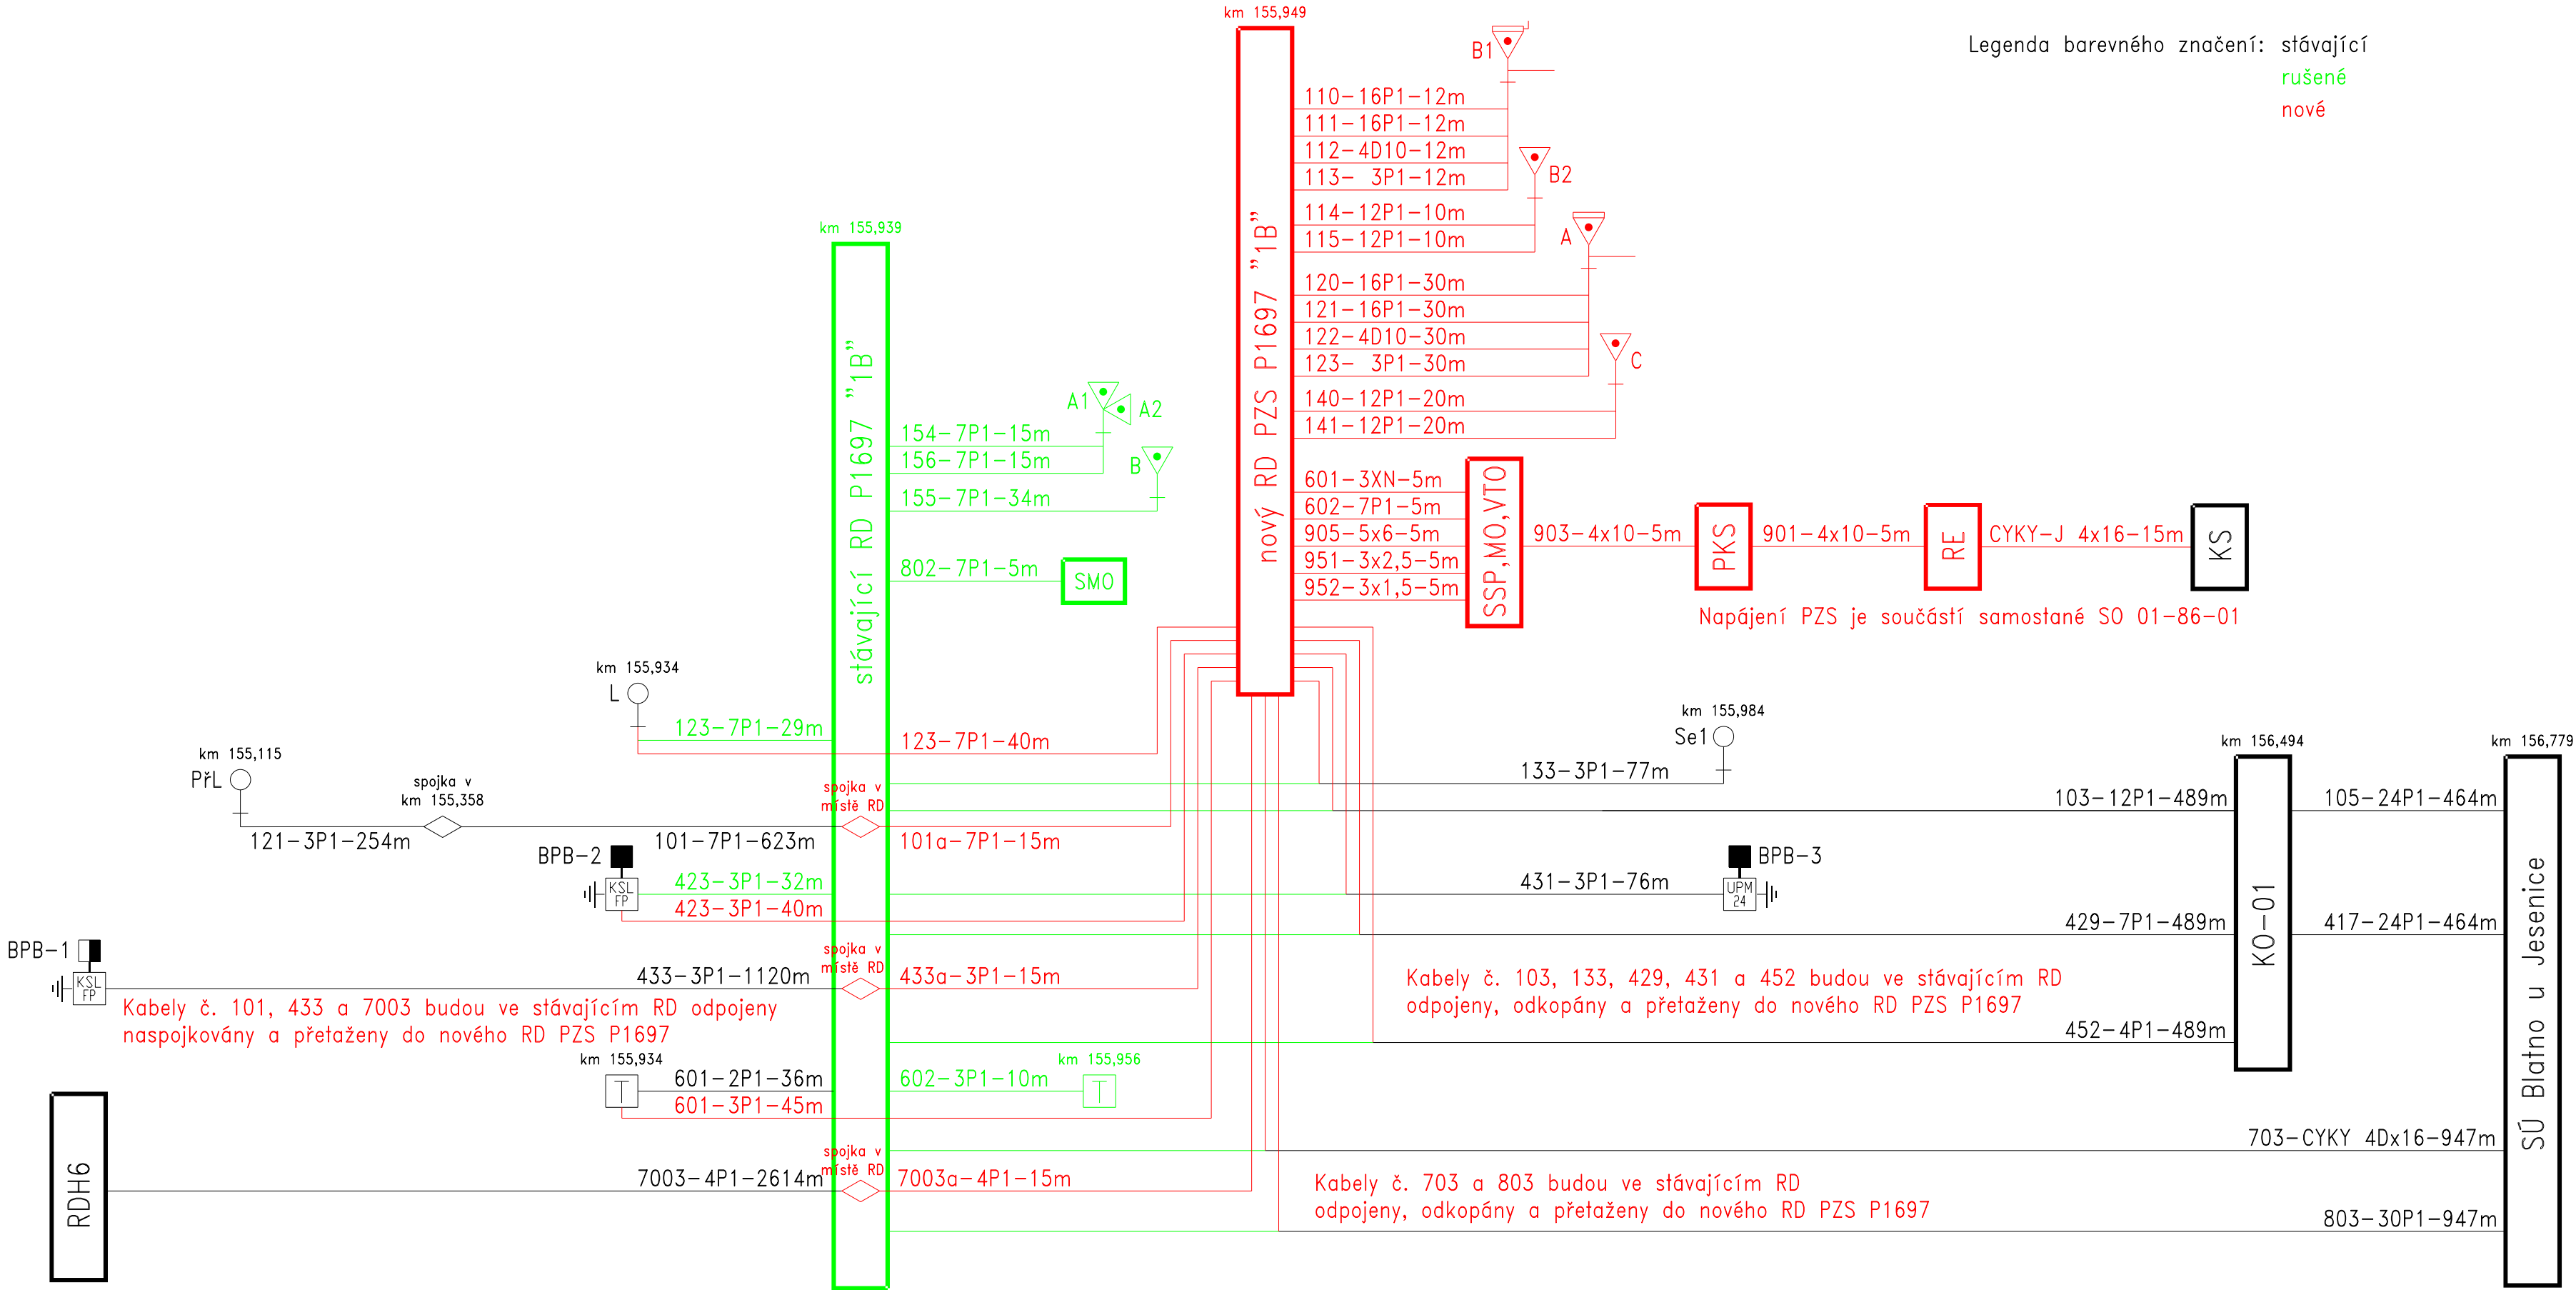 km 155,949
Legenda barevného značení: stávající
rušené
nové
B1
110-16P1-12m
111-16P1-12m
112-4D10-12m
113- 3P1-12m
B2
114-12P1-10m
115-12P1-10m
A
120-16P1-30m
121-16P1-30m
122-4D10-30m
123- 3P1-30m
C
140-12P1-20m
141-12P1-20m
nový RD PZS P1697 "1B"
601-3XN-5m
602-7P1-5m
905-5x6-5m
951-3x2,5-5m
952-3x1,5-5m
SSP,MO,VTO
903-4x10-5m
PKS
901-4x10-5m
RE
CYKY-J 4x16-15m
KS
Napájení PZS je součástí samostané SO 01-86-01
km 155,939
stávající RD P1697 "1B"
A1
A2
154-7P1-15m
156-7P1-15m
B
155-7P1-34m
802-7P1-5m
SMO
km 155,934
L
123-7P1-29m
123-7P1-40m
km 155,115
PřL
spojka v
km 155,358
121-3P1-254m
101-7P1-623m
spojka v
místě RD
101a-7P1-15m
BPB-2
KSL
FP
423-3P1-32m
423-3P1-40m
BPB-1
KSL
FP
433-3P1-1120m
spojka v
místě RD
433a-3P1-15m
Kabely č. 101, 433 a 7003 budou ve stávajícím RD odpojeny
naspojkovány a přetaženy do nového RD PZS P1697
km 155,934
T
601-2P1-36m
601-3P1-45m
km 155,956
602-3P1-10m
T
RDH6
7003-4P1-2614m
spojka v
místě RD
7003a-4P1-15m
km 155,984
Se1
133-3P1-77m
BPB-3
UPM
24
431-3P1-76m
km 156,494
KO-01
103-12P1-489m
429-7P1-489m
452-4P1-489m
Kabely č. 103, 133, 429, 431 a 452 budou ve stávajícím RD
odpojeny, odkopány a přetaženy do nového RD PZS P1697
km 156,779
SÚ Blatno u Jesenice
105-24P1-464m
417-24P1-464m
703-CYKY 4Dx16-947m
Kabely č. 703 a 803 budou ve stávajícím RD
odpojeny, odkopány a přetaženy do nového RD PZS P1697
803-30P1-947m